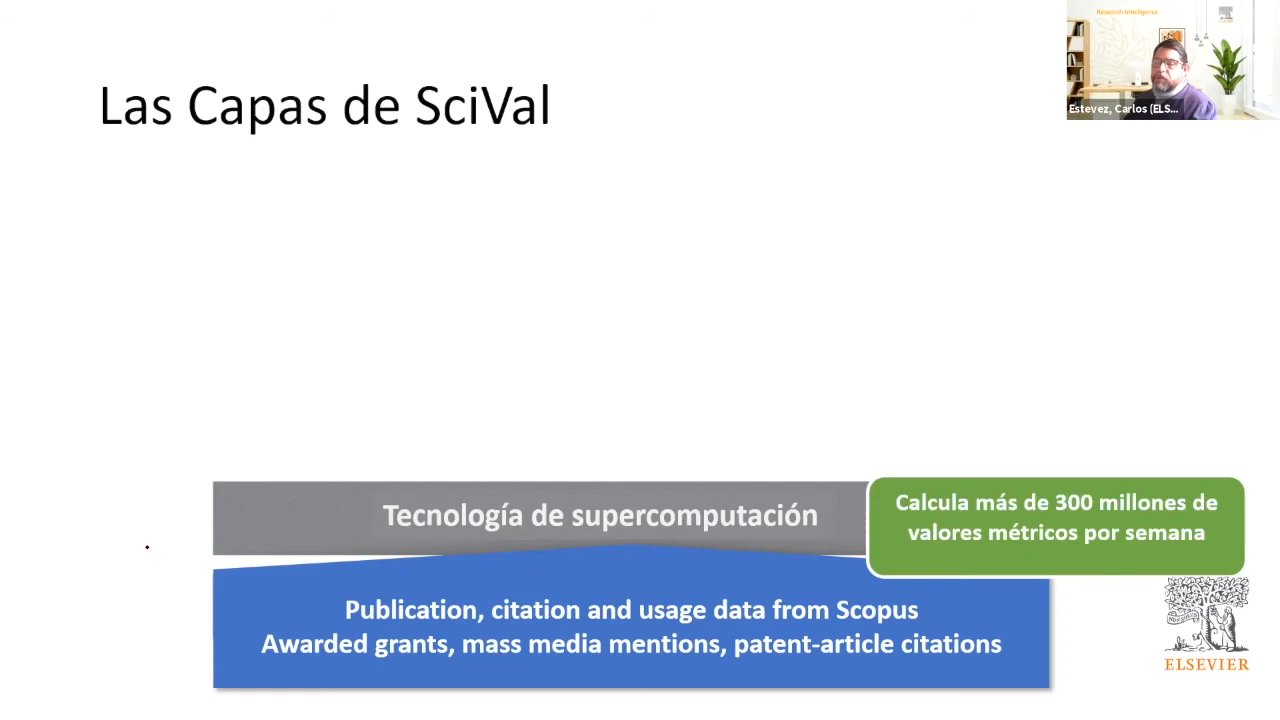 Research Intelligence
Estevez, Carlos (ELS...
Las Capas de SciVal
Tecnología de supercomputación
Calcula más de 300 millones de
valores métricos por semana
Publication, citation and usage data from Scopus
Awarded grants, mass media mentions, patent-article citations
ELSEVIER